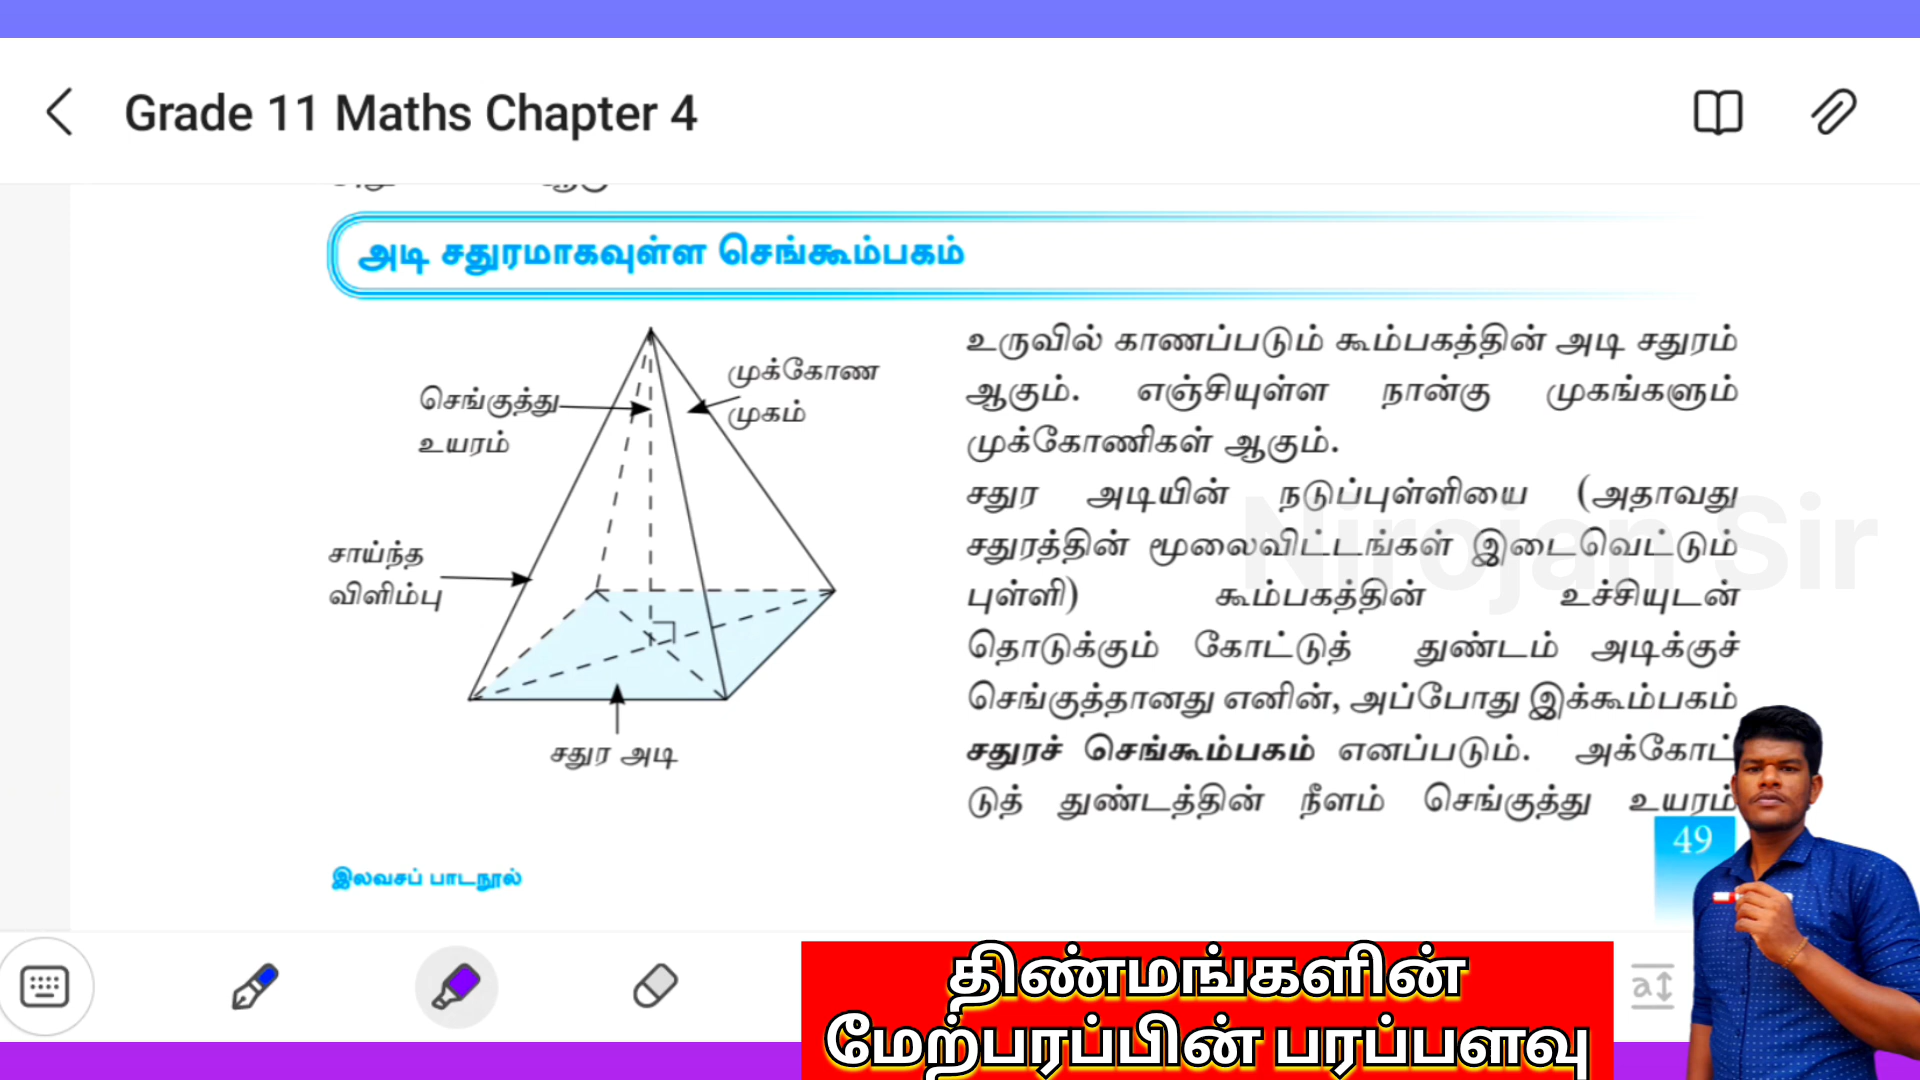 Grade 11 Maths Chapter 4
அடி சதுரமாகவுள்ள செங்கூம்பகம்
செங்குத்து
உயரம்
முக்கோண
முகம்
சாய்ந்த
விளிம்பு
சதுர அடி
உருவில் காணப்படும் கூம்பகத்தின் அடி சதுரம்
ஆகும். எஞ்சியுள்ள நான்கு முகங்களும்
முக்கோணிகள் ஆகும்.
சதுர அடியின் நடுப்புள்ளியை (அதாவது
சதுரத்தின் மூலைவிட்டங்கள் இடைவெட்டும்
புள்ளி) கூம்பகத்தின் உச்சியுடன்
தொடுக்கும் கோட்டுத் துண்டம் அடிக்குச்
செங்குத்தானது எனின், அப்போது இக்கூம்பகம்
சதுரச் செங்கூம்பகம் எனப்படும். அக்கோட்
டுத் துண்டத்தின் நீளம் செங்குத்து உயரம்
Nirojan Sir
49
இலவசப் பாடநூல்
திண்மங்களின்
மேற்பரப்பின் பரப்பளவு